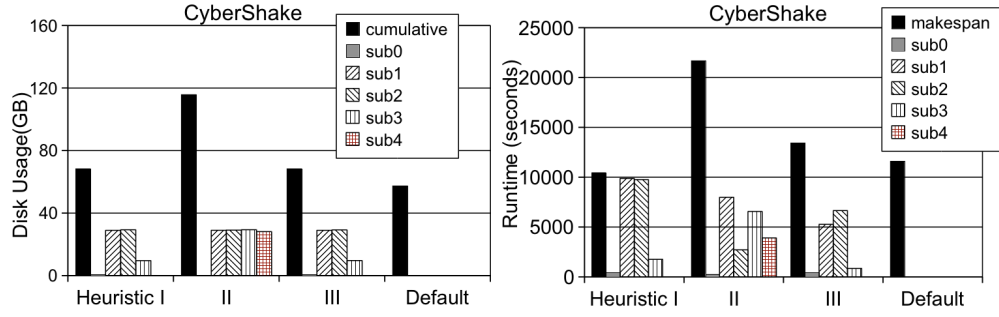 CyberShake
Disk Usage(GB)
160
120
80
40
0
cumulative
sub0
sub1
sub2
sub3
sub4
Heuristic I
II
III
Default
CyberShake
Runtime (seconds)
25000
20000
15000
10000
5000
0
makespan
sub0
sub1
sub2
sub3
sub4
Heuristic I
II
III
Default